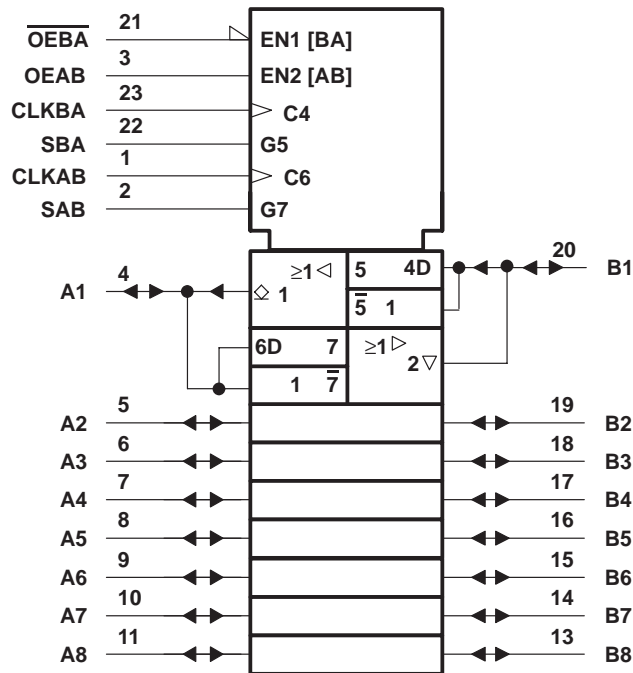 21
OEBA
EN1 [BA]
3
OEAB
EN2 [AB]
23
CLKBA
C4
22
SBA
G5
1
CLKAB
C6
2
SAB
G7
4
A1
≥1
1
5 4D
5 1
20
B1
6D 7
1 7
≥1
2
5
A2
19
B2
6
A3
18
B3
7
A4
17
B4
8
A5
16
B5
9
A6
15
B6
10
A7
14
B7
11
A8
13
B8